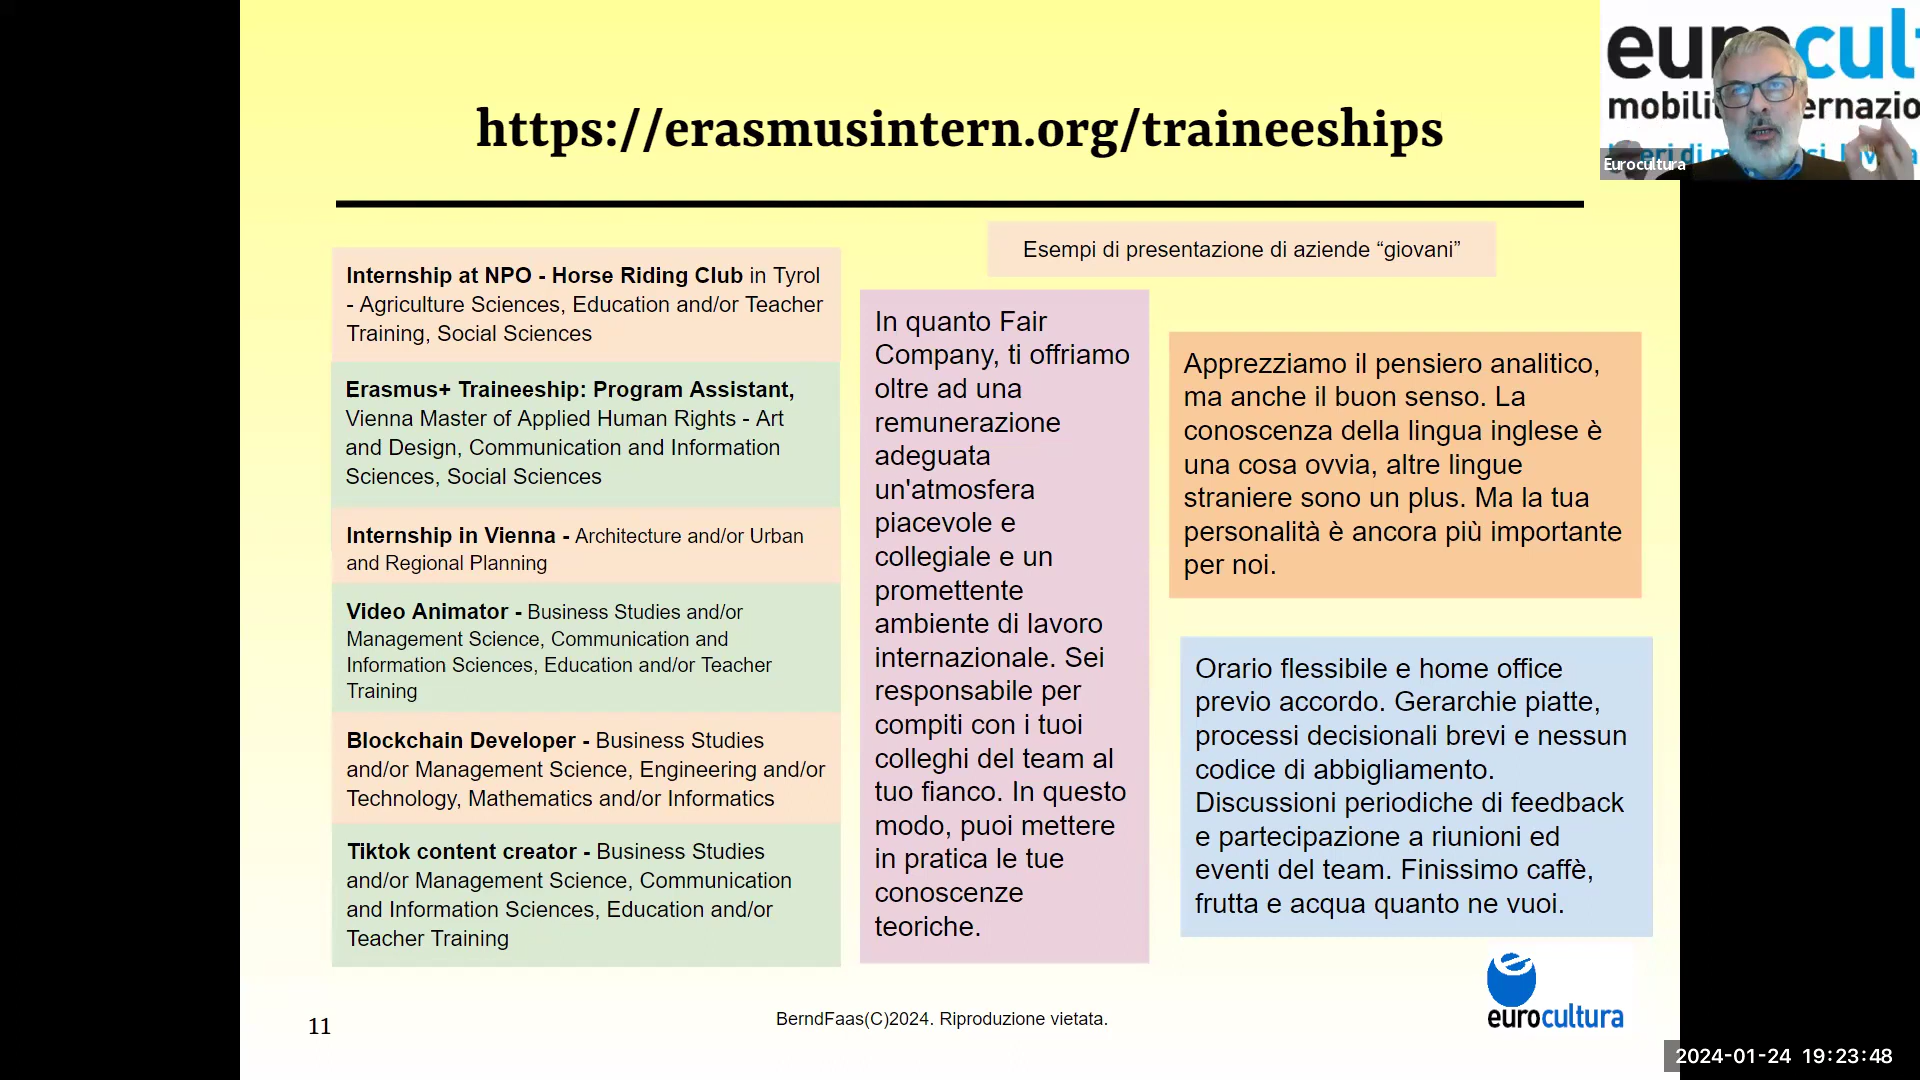 https://erasmusintern.org/traineeships
Internship at NPO - Horse Riding Club in Tyrol
- Agriculture Sciences, Education and/or Teacher
Training, Social Sciences
Erasmus+ Traineeship: Program Assistant,
Vienna Master of Applied Human Rights - Art
and Design, Communication and Information
Sciences, Social Sciences
Internship in Vienna - Architecture and/or Urban
and Regional Planning
Video Animator - Business Studies and/or
Management Science, Communication and
Information Sciences, Education and/or Teacher
Training
Blockchain Developer - Business Studies
and/or Management Science, Engineering and/or
Technology, Mathematics and/or Informatics
Tiktok content creator - Business Studies
and/or Management Science, Communication
and Information Sciences, Education and/or
Teacher Training
Esempi di presentazione di aziende “giovani”
In quanto Fair
Company, ti offriamo
oltre ad una
remunerazione
adeguata
un'atmosfera
piacevole e
collegiale e un
promettente
ambiente di lavoro
internazionale. Sei
responsabile per
compiti con i tuoi
colleghi del team al
tuo fianco. In questo
modo, puoi mettere
in pratica le tue
conoscenze
teoriche.
Apprezziamo il pensiero analitico,
ma anche il buon senso. La
conoscenza della lingua inglese è
una cosa ovvia, altre lingue
straniere sono un plus. Ma la tua
personalità è ancora più importante
per noi.
Orario flessibile e home office
previo accordo. Gerarchie piatte,
processi decisionali brevi e nessun
codice di abbigliamento.
Discussioni periodiche di feedback
e partecipazione a riunioni ed
eventi del team. Finissimo caffè,
frutta e acqua quanto ne vuoi.
eurocultura
11
BerndFaas(C)2024. Riproduzione vietata.
Eurocultura
2024-01-24 19:23:48